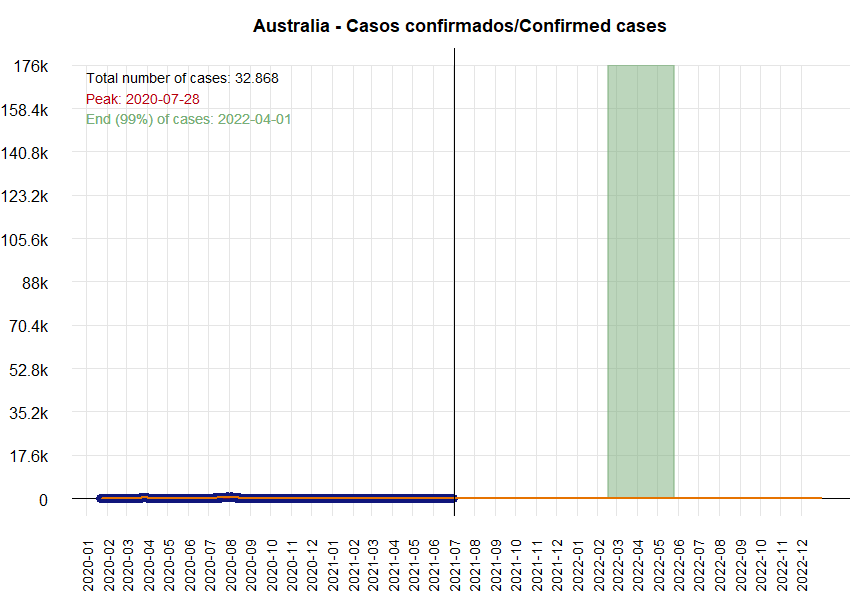 Australia - Casos confirmados/Confirmed cases
176k
158.4k
140.8k
123.2k
105.6k
88k
70.4k
52.8k
35.2k
17.6k
0
Total number of cases: 32.868
Peak: 2020-07-28
End (99%) of cases: 2022-04-01
2020-01
2020-02
2020-03
2020-04
2020-05
2020-06
2020-07
2020-08
2020-09
2020-10
2020-11
2020-12
2021-01
2021-02
2021-03
2021-04
2021-05
2021-06
2021-07
2021-08
2021-09
2021-10
2021-11
2021-12
2022-01
2022-02
2022-03
2022-04
2022-05
2022-06
2022-07
2022-08
2022-09
2022-10
2022-11
2022-12